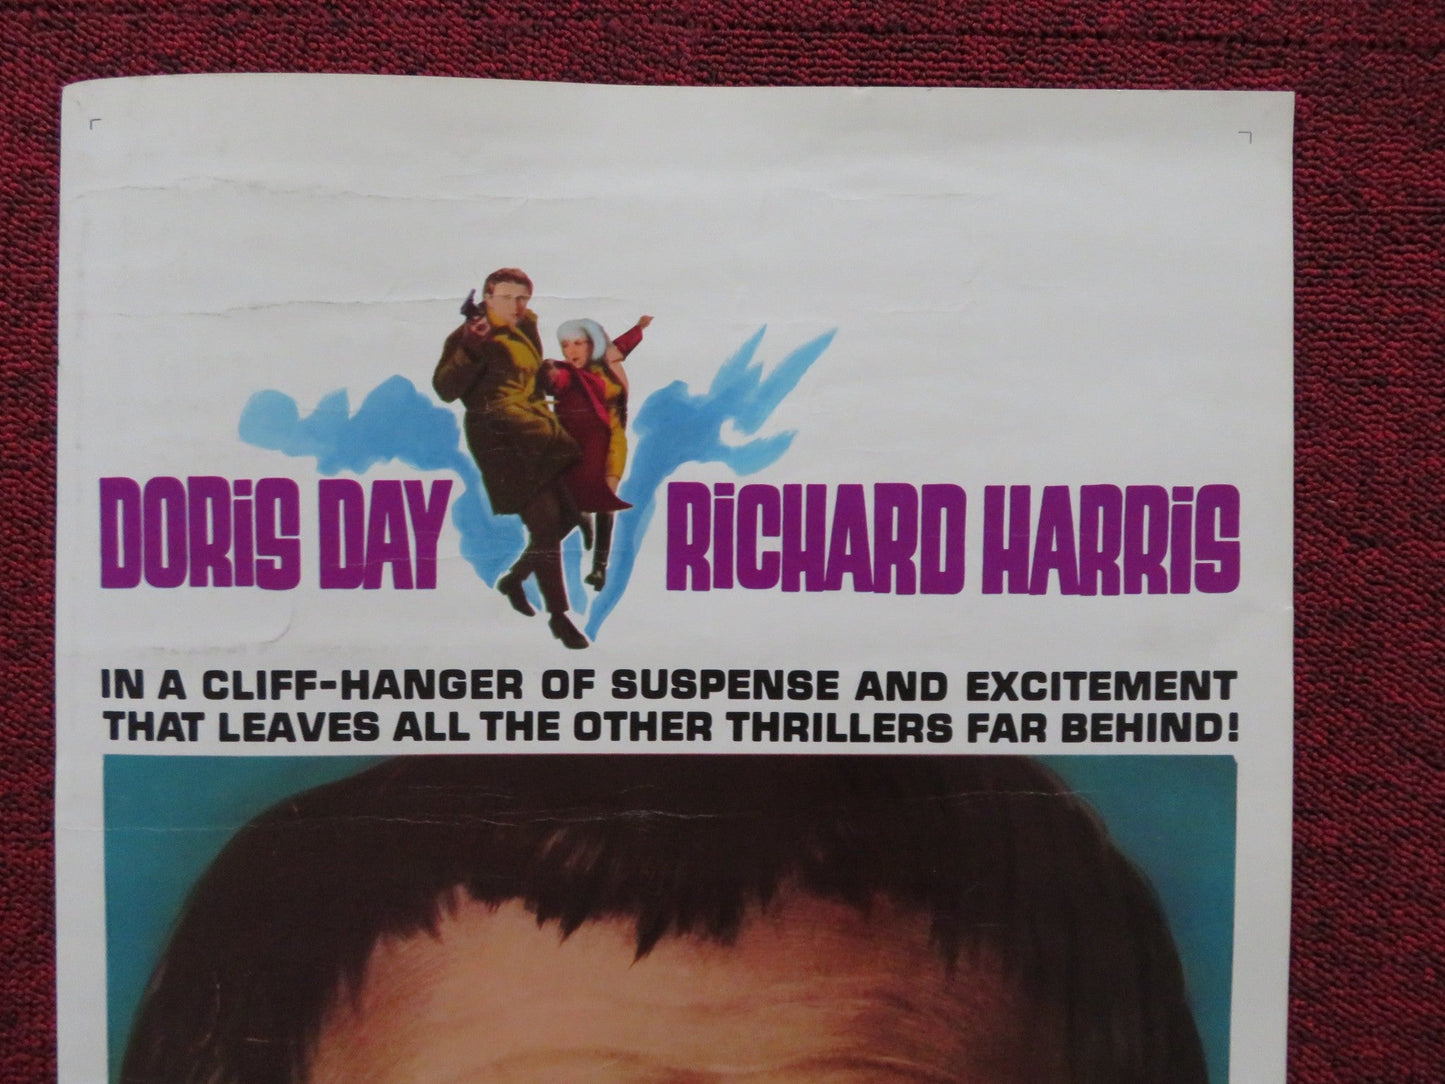 DORiS DAY RiCHARD HARRiS
IN A CLIFF-HANGER OF SUSPENSE AND EXCITEMENT
THAT LEAVES ALL THE OTHER THRILLERS FAR BEHIND!